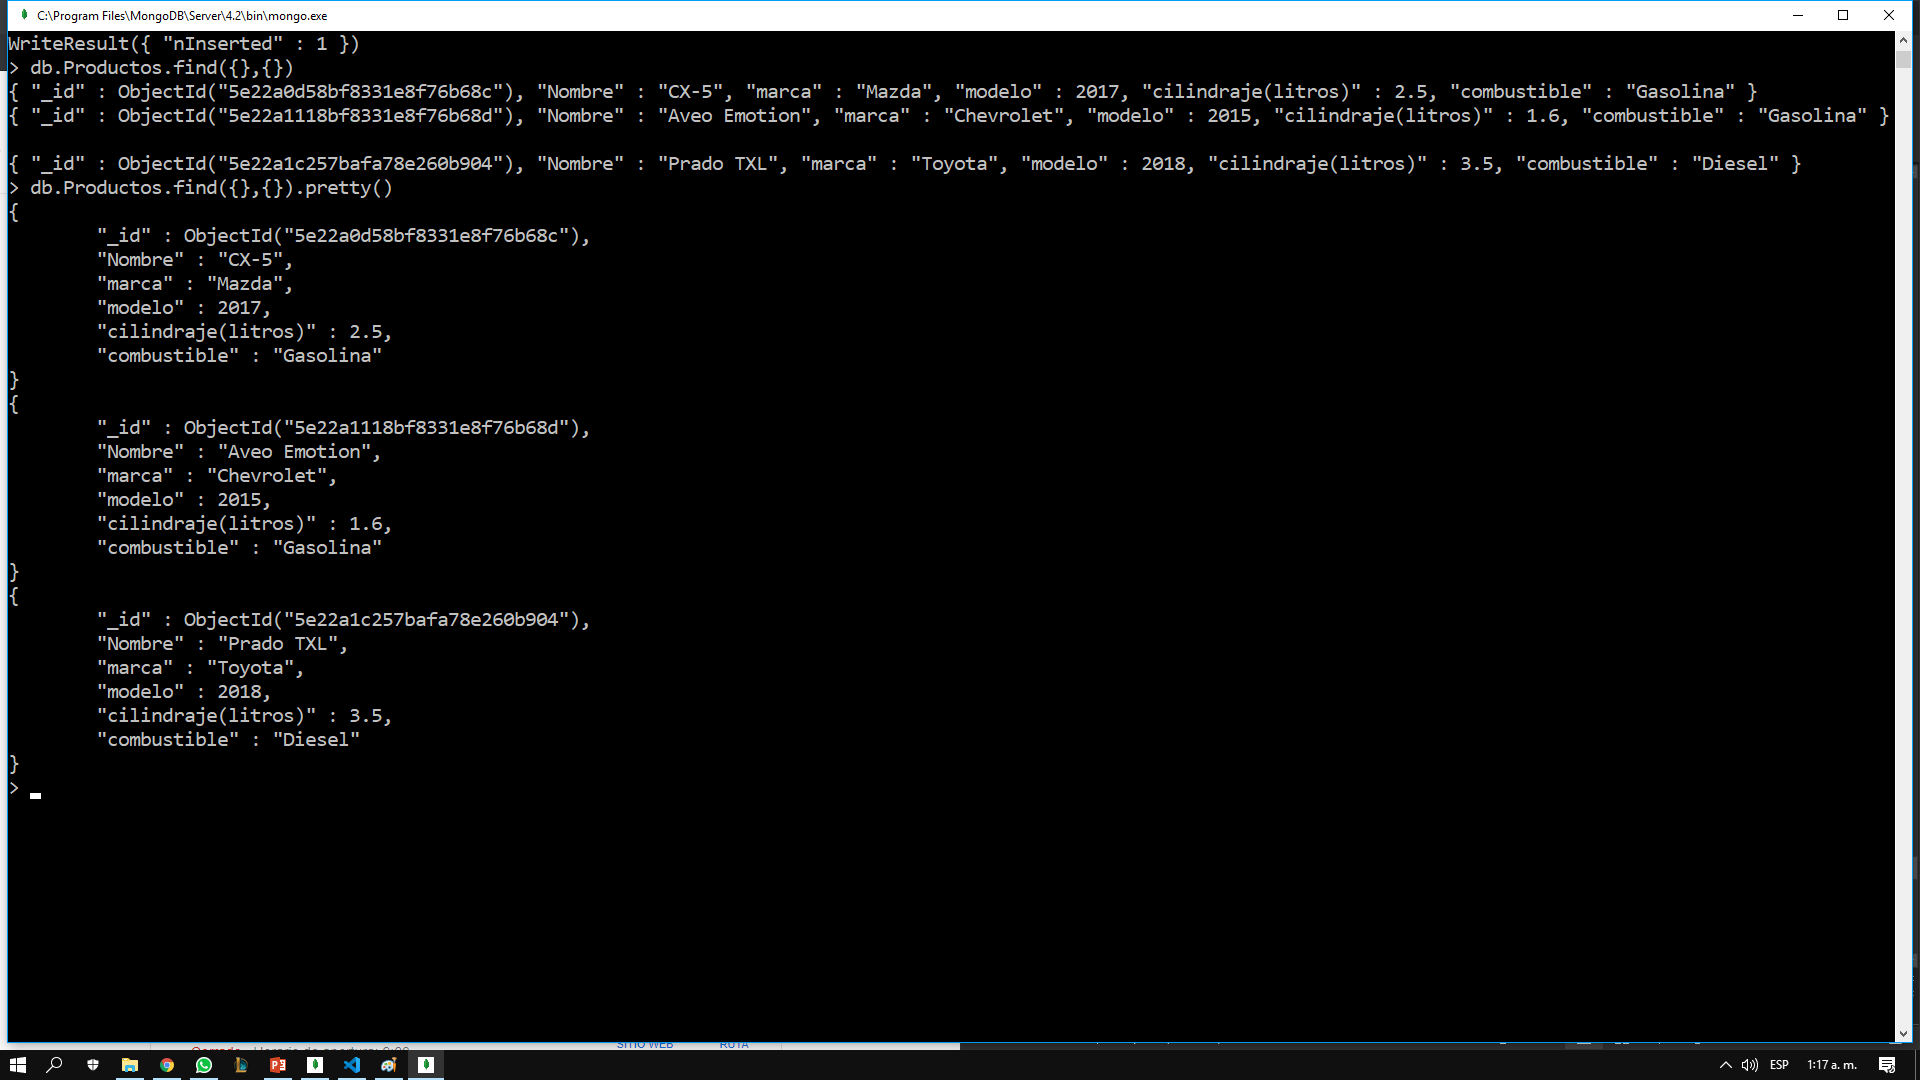 C:\Program Files\MongoDB\Server\4.2\bin\mongo.exe
WriteResult({ "nInserted" : 1 })
> db.Productos.find({},{})
{ "_id" : ObjectId("5e22a0d58bf8331e8f76b68c"), "Nombre" : "CX-5", "marca" : "Mazda", "modelo" : 2017, "cilindraje(litros)" : 2.5, "combustible" : "Gasolina" }
{ "_id" : ObjectId("5e22a1118bf8331e8f76b68d"), "Nombre" : "Aveo Emotion", "marca" : "Chevrolet", "modelo" : 2015, "cilindraje(litros)" : 1.6, "combustible" : "Gasolina" }
{ "_id" : ObjectId("5e22a1c257bafa78e260b904"), "Nombre" : "Prado TXL", "marca" : "Toyota", "modelo" : 2018, "cilindraje(litros)" : 3.5, "combustible" : "Diesel" }
> db.Productos.find({},{}).pretty()
{
"_id" : ObjectId("5e22a0d58bf8331e8f76b68c"),
"Nombre" : "CX-5",
"marca" : "Mazda",
"modelo" : 2017,
"cilindraje(litros)" : 2.5,
"combustible" : "Gasolina"
}
{
"_id" : ObjectId("5e22a1118bf8331e8f76b68d"),
"Nombre" : "Aveo Emotion",
"marca" : "Chevrolet",
"modelo" : 2015,
"cilindraje(litros)" : 1.6,
"combustible" : "Gasolina"
}
{
"_id" : ObjectId("5e22a1c257bafa78e260b904"),
"Nombre" : "Prado TXL",
"marca" : "Toyota",
"modelo" : 2018,
"cilindraje(litros)" : 3.5,
"combustible" : "Diesel"
}
>
SITIO WEB RUTA
ESP 1:17 a. m.